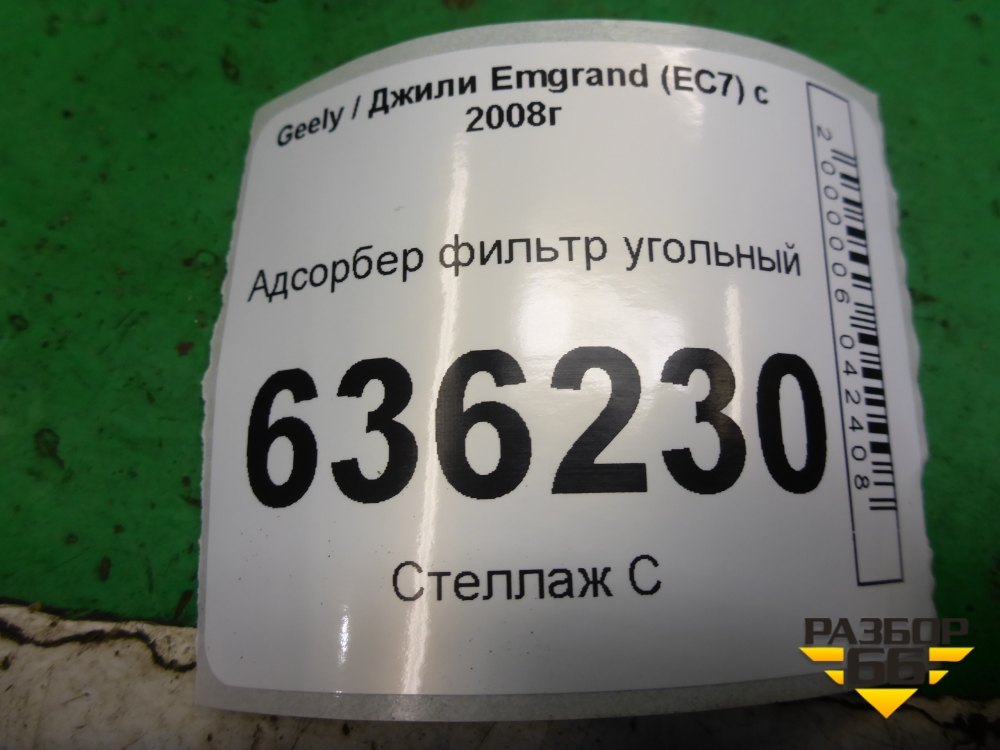 Geely / Джили Emgrand (EC7) с
2008г
Адсорбер фильтр угольный
636230
Стеллаж С
2000006042408
РАЗБОР
66